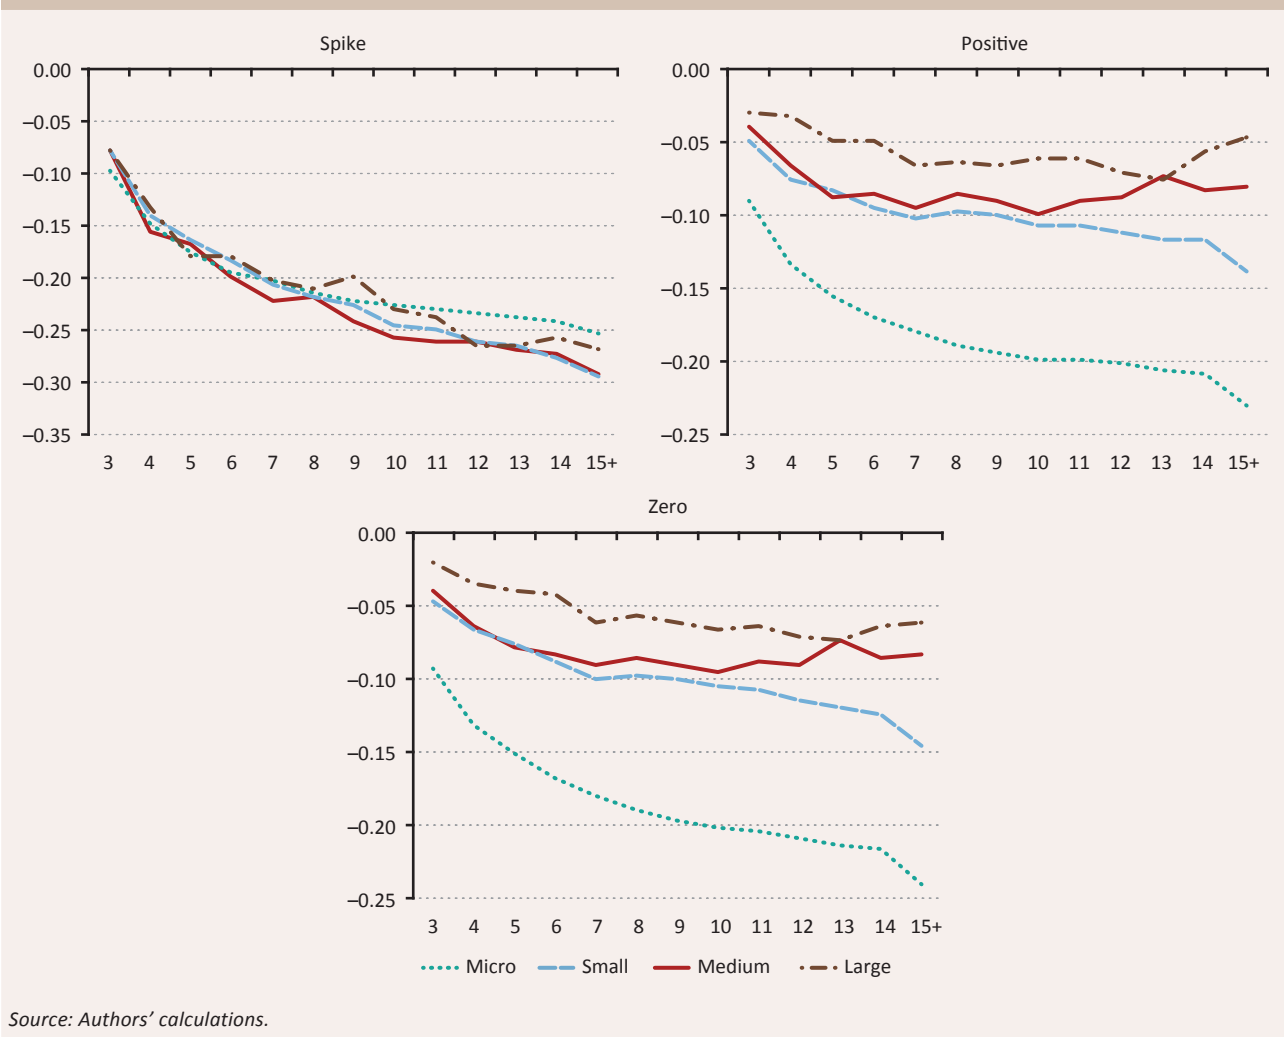 Spike
0.00
–0.05
–0.10
–0.15
–0.20
–0.25
–0.30
–0.35
3 4 5 6 7 8 9 10 11 12 13 14 15+
Positive
0.00
–0.05
–0.10
–0.15
–0.20
–0.25
3 4 5 6 7 8 9 10 11 12 13 14 15+
Zero
0.00
–0.05
–0.10
–0.15
–0.20
–0.25
3 4 5 6 7 8 9 10 11 12 13 14 15+
Micro Small Medium Large
Source: Authors’ calculations.